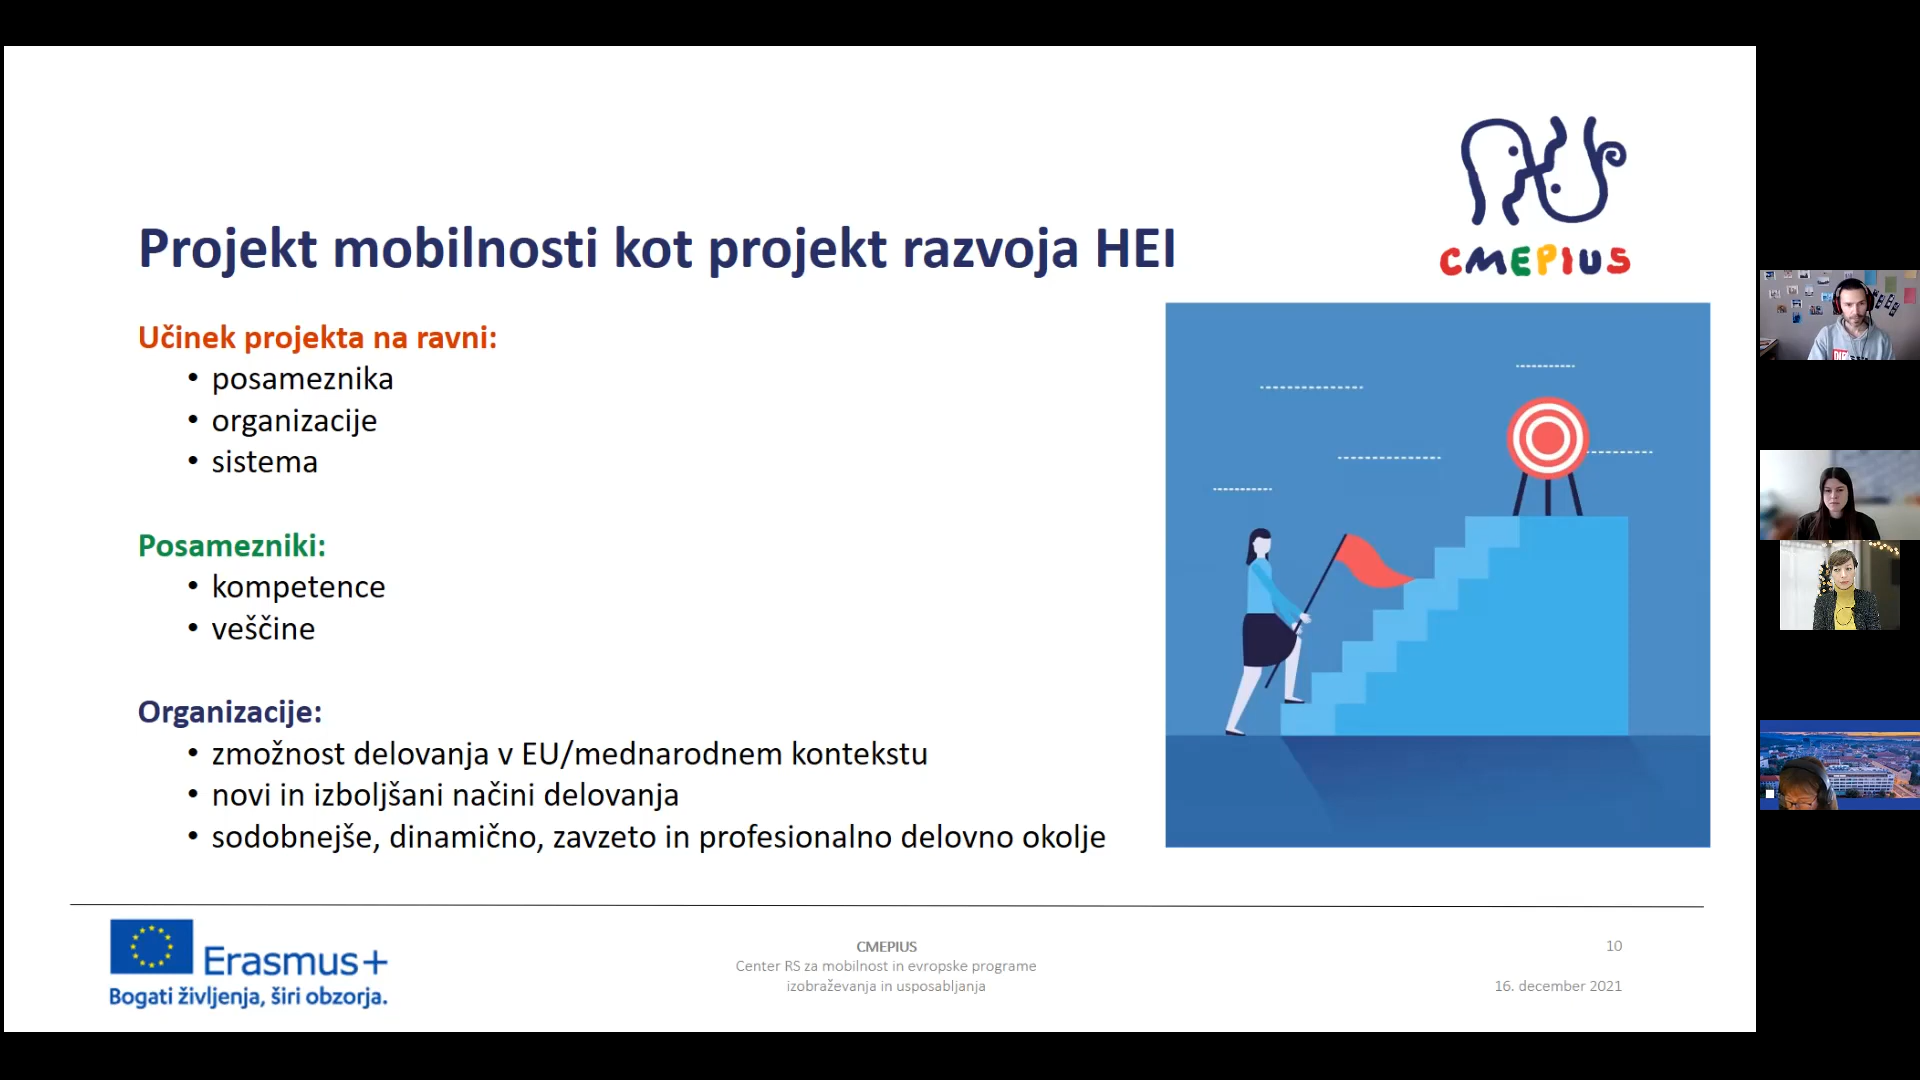 CMEPIUS
Projekt mobilnosti kot projekt razvoja HEI
Učinek projekta na ravni:
• posameznika
• organizacije
• sistema
Posamezniki:
• kompetence
• veščine
Organizacije:
• zmožnost delovanja v EU/mednarodnem kontekstu
• novi in izboljšani načini delovanja
• sodobnejše, dinamično, zavzeto in profesionalno delovno okolje
Erasmus+
Bogati življenja, širi obzorja.
CMEPIUS
Center RS za mobilnost in evropske programe
izobraževanja in usposabljanja
10
16. december 2021